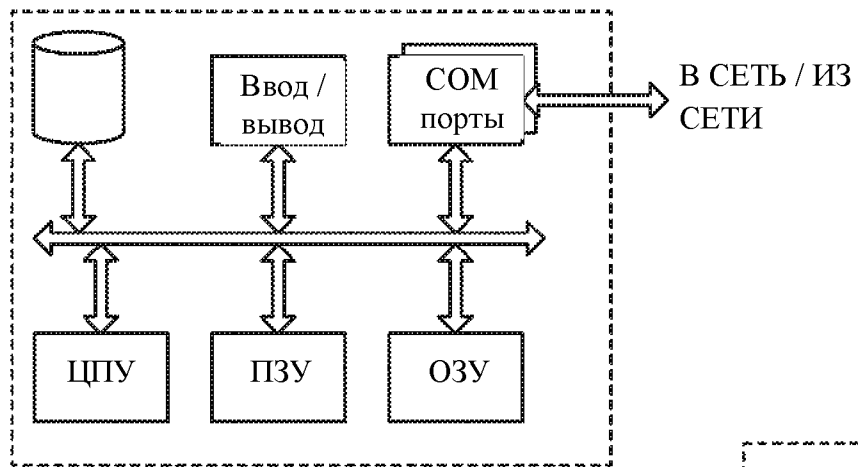 Ввод /
вывод
COM
порты
В СЕТЬ / ИЗ
СЕТИ
ЦПУ
ПЗУ
ОЗУ